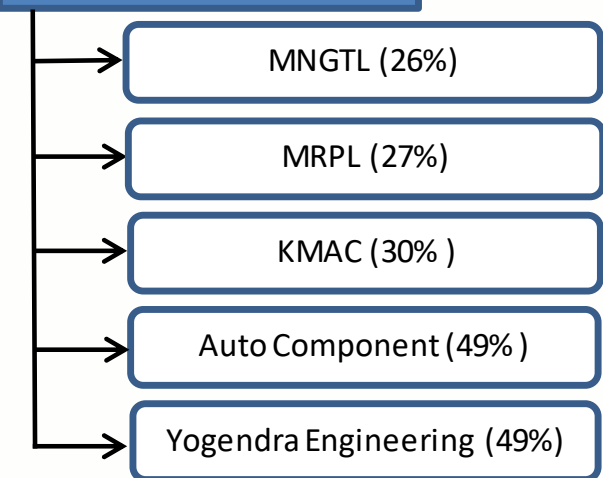 MNGTL (26%)
MRPL (27%)
KMAC (30% )
Auto Component (49% )
Yogendra Engineering (49%)